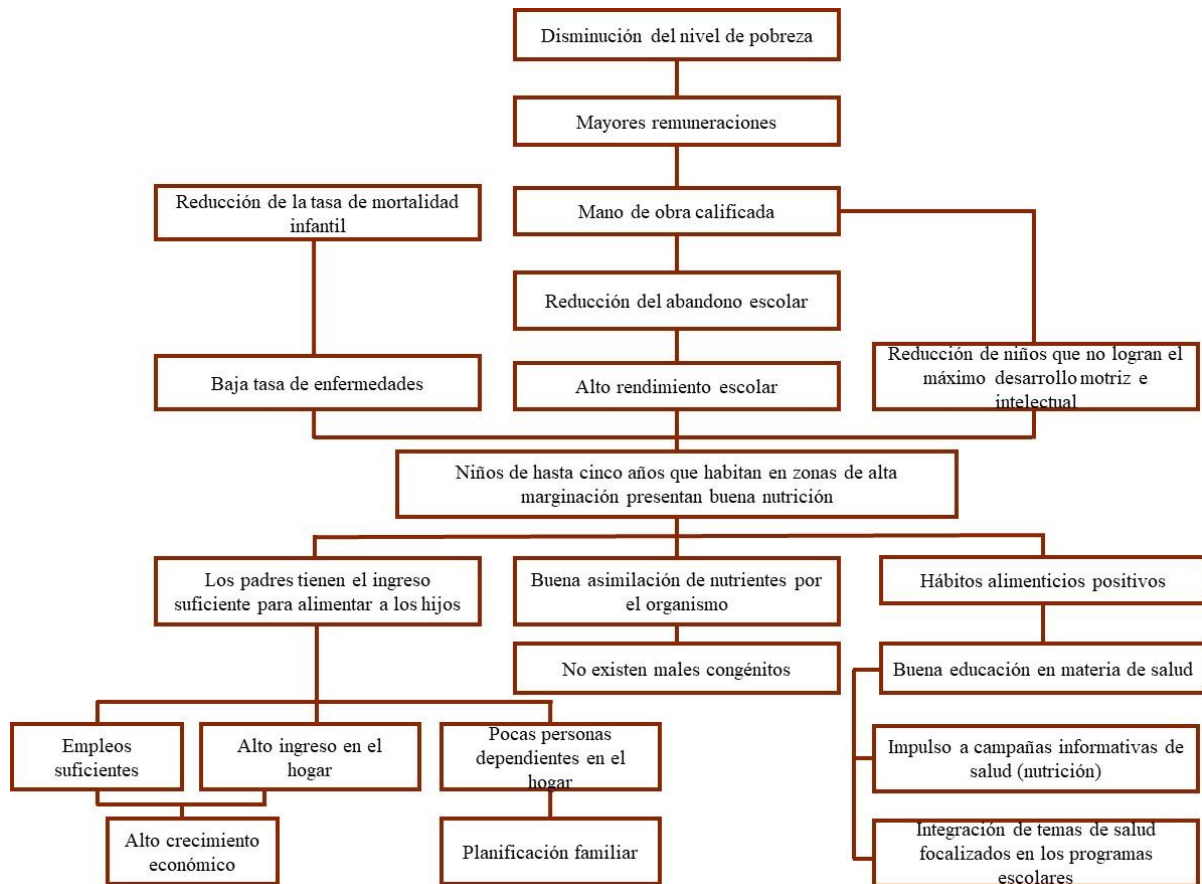 Disminución del nivel de pobreza
Mayores remuneraciones
Reducción de la tasa de mortalidad
infantil
Mano de obra calificada
Reducción del abandono escolar
Baja tasa de enfermedades
Alto rendimiento escolar
Reducción de niños que no logran el
máximo desarrollo motriz e
intelectual
Niños de hasta cinco años que habitan en zonas de alta
marginación presentan buena nutrición
Los padres tienen el ingreso
suficiente para alimentar a los hijos
Buena asimilación de nutrientes por
el organismo
Hábitos alimenticios positivos
No existen males congénitos
Buena educación en materia de salud
Empleos
suficientes
Alto ingreso en el
hogar
Pocas personas
dependientes en el
hogar
Impulso a campañas informativas de
salud (nutrición)
Alto crecimiento
económico
Planificación familiar
Integración de temas de salud
focalizados en los programas
escolares